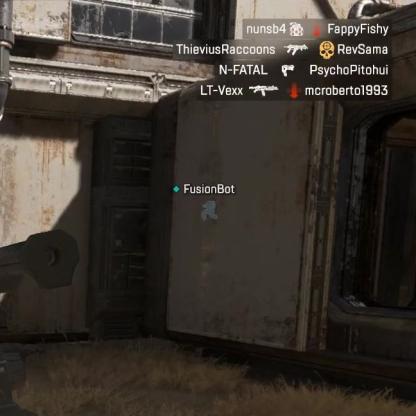 nunsb4 FappyFishy
ThieviusRaccoons RevSama
N-FATAL PsychoPitohui
LT-Vexx mcroberto1993
FusionBot